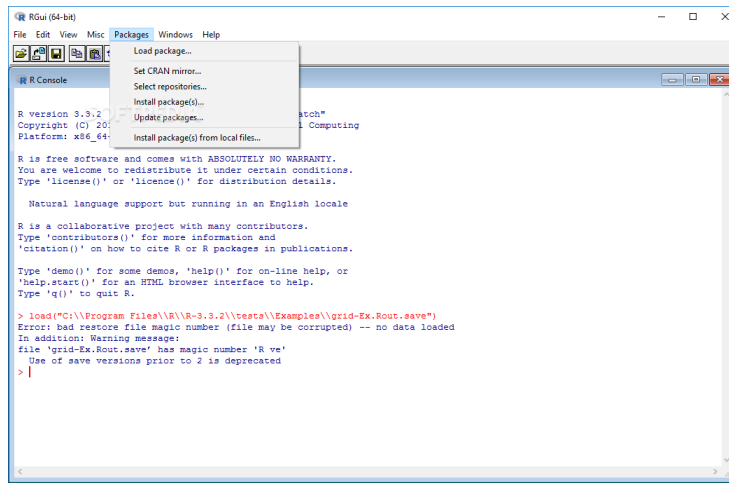 RGui (64-bit)
File Edit View Misc Packages Windows Help
Load package...
Set CRAN mirror...
Select repositories...
Install package(s)...
Update packages...
Install package(s) from local files...
R Console
R version 3.3.2 atch"
Copyright (C) 20 l Computing
Platform: x86_64-
R is free software and comes with ABSOLUTELY NO WARRANTY.
You are welcome to redistribute it under certain conditions.
Type 'license()' or 'licence()' for distribution details.
Natural language support but running in an English locale
R is a collaborative project with many contributors.
Type 'contributors()' for more information and
'citation()' on how to cite R or R packages in publications.
Type 'demo()' for some demos, 'help()' for on-line help, or
'help.start()' for an HTML browser interface to help.
Type 'q()' to quit R.
> load("C:\\Program Files\\R\\R-3.3.2\\tests\\Examples\\grid-Ex.Rout.save")
Error: bad restore file magic number (file may be corrupted) -- no data loaded
In addition: Warning message:
file ‘grid-Ex.Rout.save’ has magic number 'R ve'
Use of save versions prior to 2 is deprecated
>